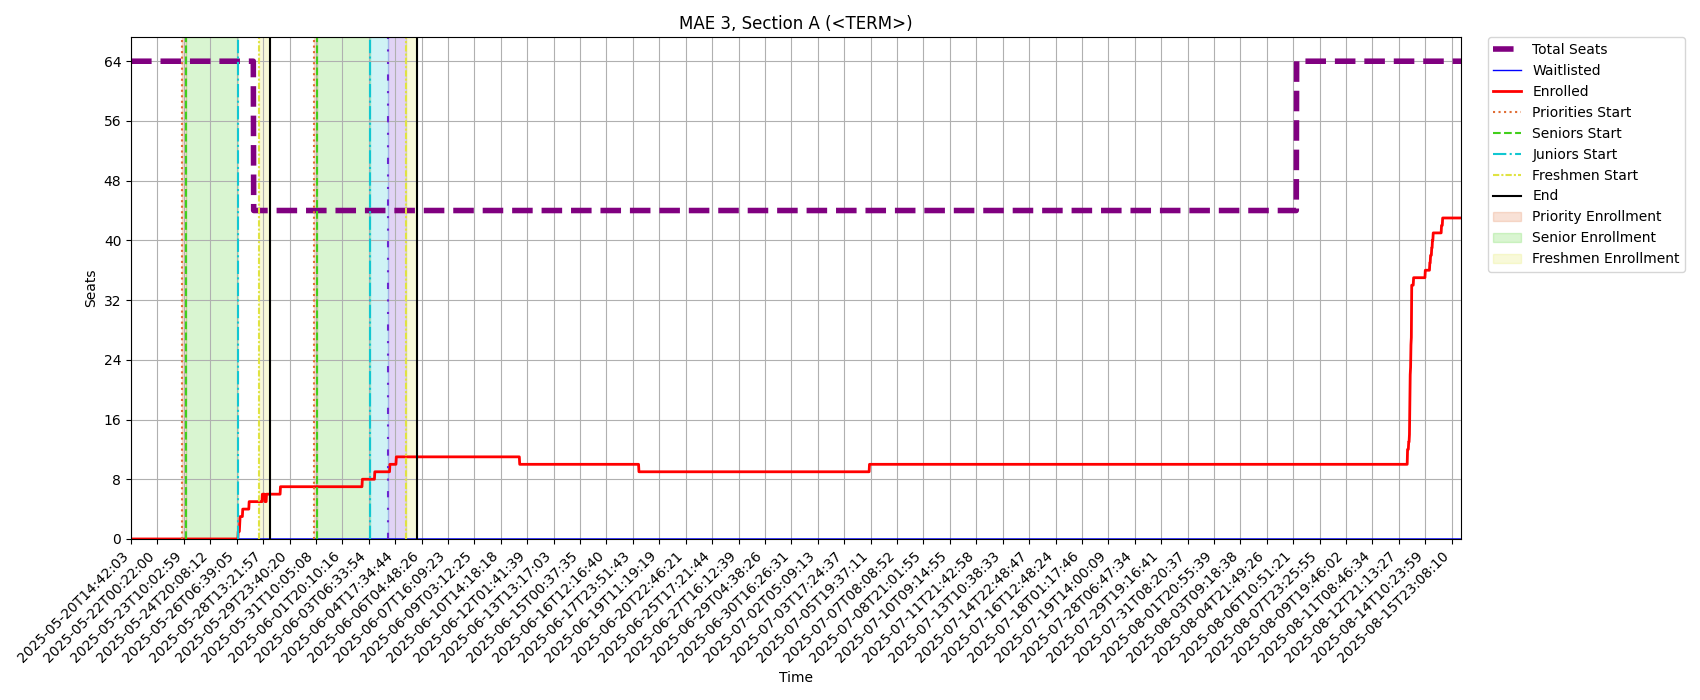 MAE 3, Section A (<TERM>)
64
56
48
40
32
24
16
8
0
Seats
2025-05-20T14:42:03
2025-05-22T00:22:00
2025-05-23T10:02:59
2025-05-24T20:08:12
2025-05-26T06:39:05
2025-05-28T13:21:57
2025-05-29T23:40:20
2025-05-31T10:05:08
2025-06-01T20:10:16
2025-06-03T06:33:54
2025-06-04T17:34:44
2025-06-06T04:48:26
2025-06-07T16:09:23
2025-06-09T03:12:25
2025-06-10T14:18:18
2025-06-12T01:41:39
2025-06-13T13:17:03
2025-06-15T00:37:35
2025-06-16T12:16:40
2025-06-17T23:51:43
2025-06-19T11:19:19
2025-06-20T22:46:21
2025-06-25T17:21:44
2025-06-27T16:12:39
2025-06-29T04:38:26
2025-06-30T16:26:31
2025-07-02T05:09:13
2025-07-03T17:24:37
2025-07-05T19:37:11
2025-07-07T08:08:52
2025-07-08T21:01:55
2025-07-10T09:14:55
2025-07-11T21:42:58
2025-07-13T10:38:33
2025-07-14T22:48:47
2025-07-16T12:48:24
2025-07-18T01:17:46
2025-07-19T14:00:09
2025-07-28T06:47:34
2025-07-29T19:16:41
2025-07-31T08:20:37
2025-08-01T20:55:39
2025-08-03T09:18:38
2025-08-04T21:49:26
2025-08-06T10:51:21
2025-08-07T23:25:55
2025-08-09T19:46:02
2025-08-11T08:46:34
2025-08-12T21:13:27
2025-08-14T10:23:59
2025-08-15T23:08:10
Time
Total Seats
Waitlisted
Enrolled
Priorities Start
Seniors Start
Juniors Start
Freshmen Start
End
Priority Enrollment
Senior Enrollment
Freshmen Enrollment